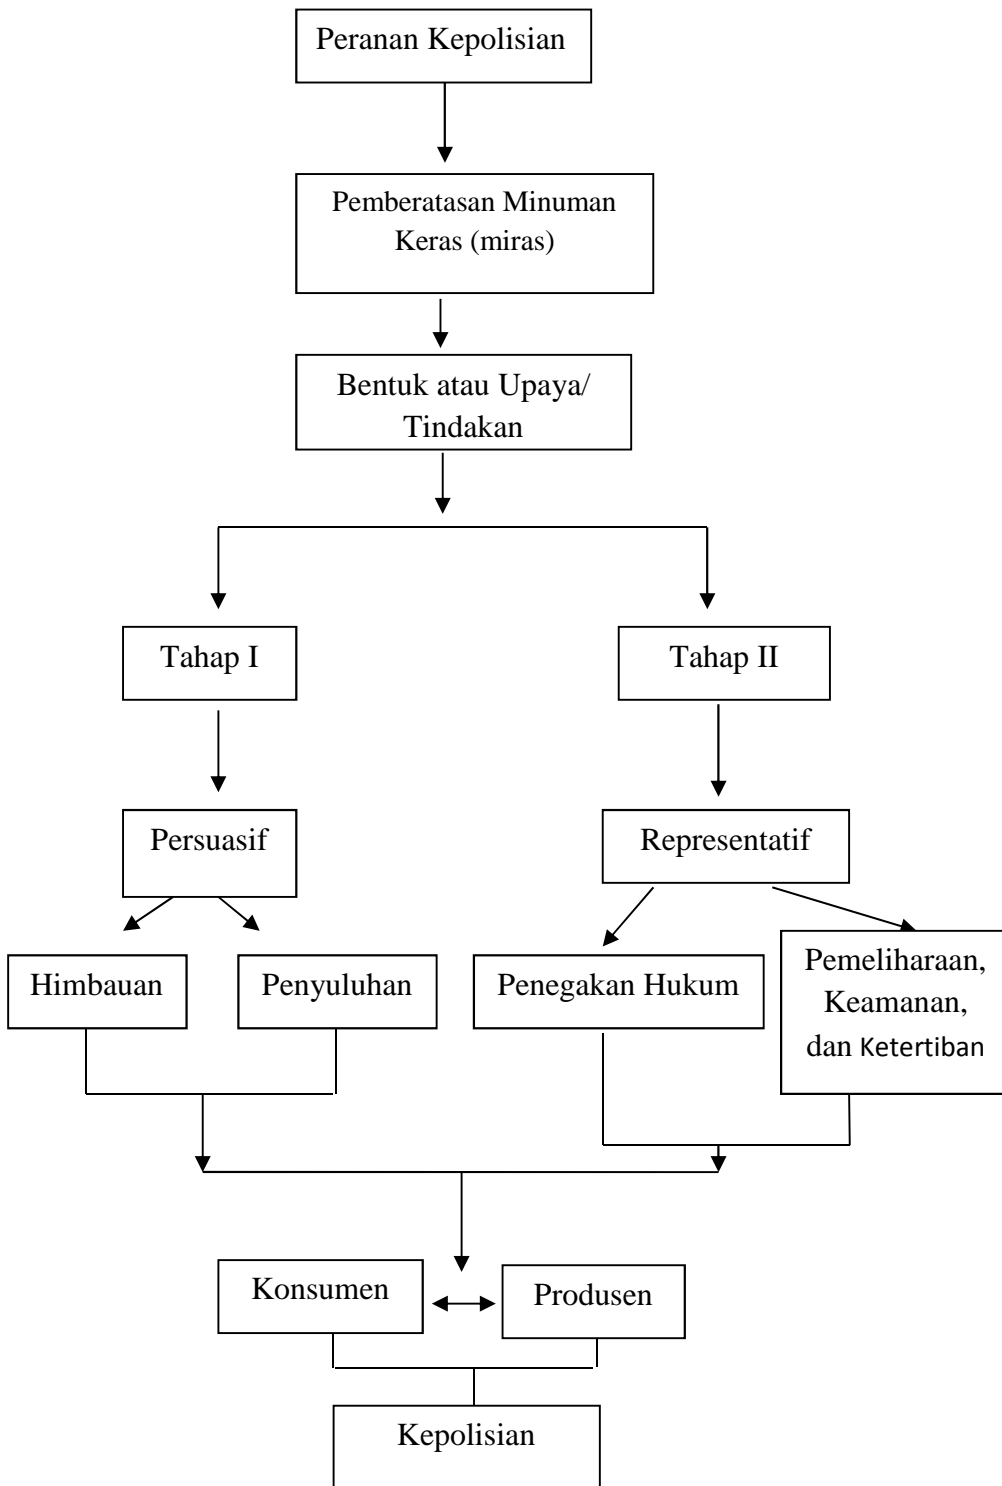 Peranan Kepolisian
Pemberatasan Minuman
Keras (miras)
Bentuk atau Upaya/
Tindakan
Tahap I
Tahap II
Persuasif
Representatif
Himbauan
Penyuluhan
Penegakan Hukum
Pemeliharaan,
Keamanan,
dan Ketertiban
Konsumen
Produsen
Kepolisian